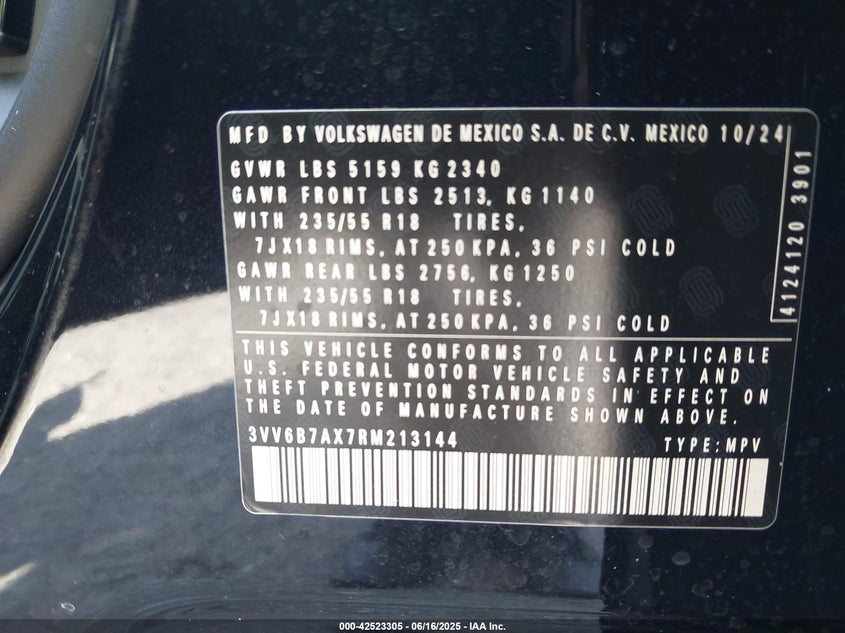 MFD BY VOLKSWAGEN DE MEXICO S.A. DE C.V. MEXICO 10/24
GVWR LBS 5159 KG 2340
GAWR FRONT LBS 2513, KG 1140
WITH 235/55 R18 TIRES,
7JX18 RIMS, AT 250 KPA, 36 PSI COLD
GAWR REAR LBS 2756, KG 1250
WITH 235/55 R18 TIRES,
7JX18 RIMS, AT 250 KPA, 36 PSI COLD
4124120 3901
THIS VEHICLE CONFORMS TO ALL APPLICABLE
U.S. FEDERAL MOTOR VEHICLE SAFETY AND
THEFT PREVENTION STANDARDS IN EFFECT ON
THE DATE OF MANUFACTURE SHOWN ABOVE.
3VV6B7AX7RM213144 TYPE: MPV
000-42523305 - 06/16/2025 - IAA Inc.